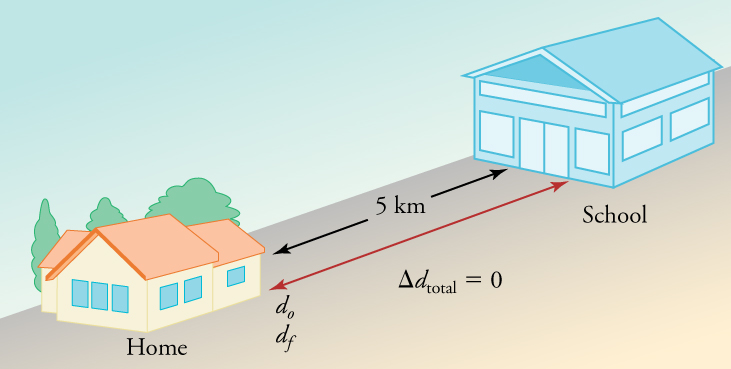 5 km
School
Δd_total = 0
d_o
d_f
Home